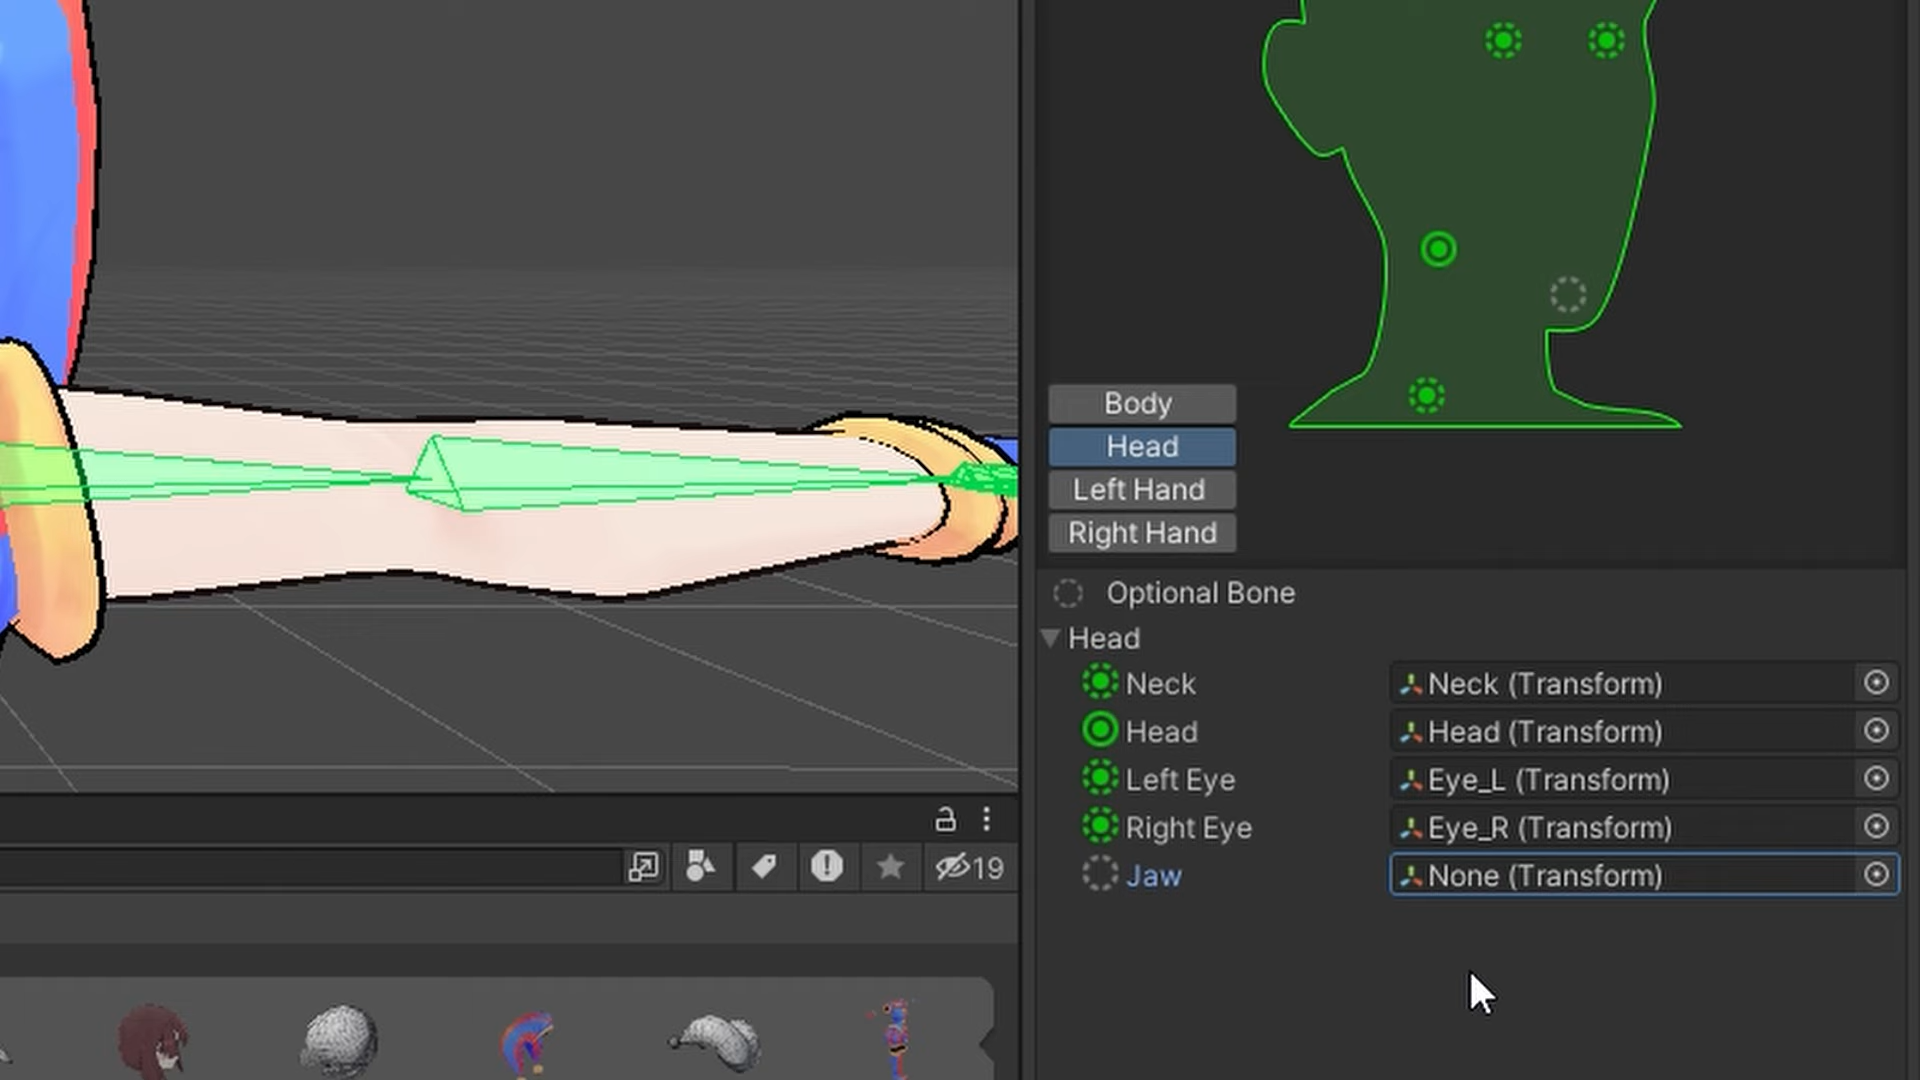 Body
Head
Left Hand
Right Hand
Optional Bone
Head
Neck
Neck (Transform)
Head
Head (Transform)
Left Eye
Eye_L (Transform)
Right Eye
Eye_R (Transform)
Jaw
None (Transform)
19